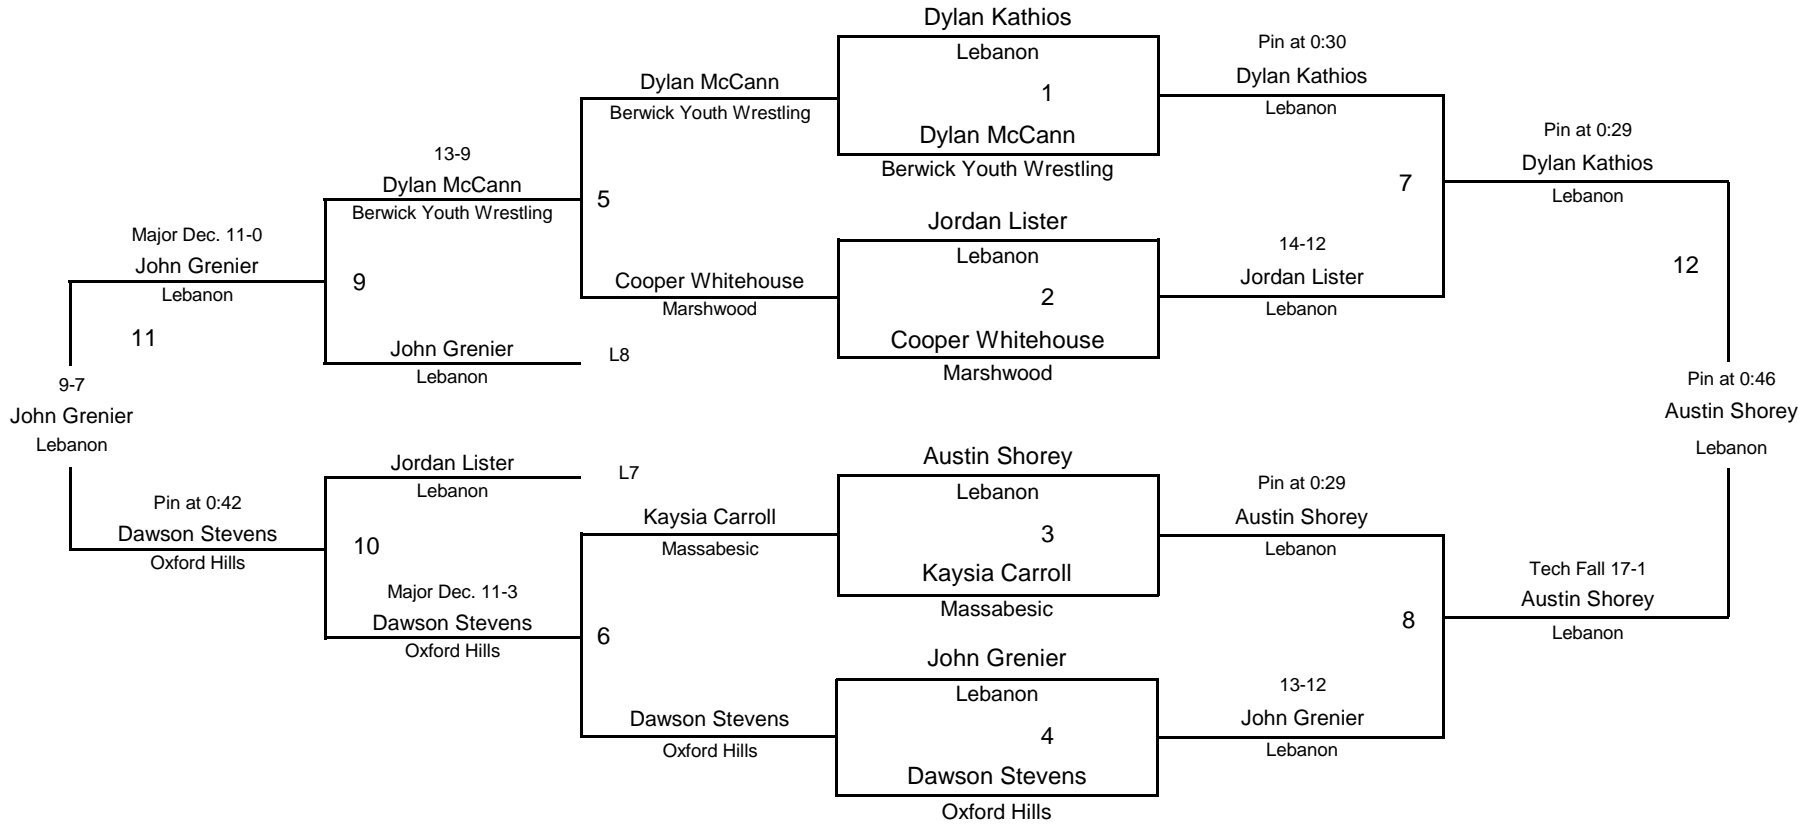 Dylan Kathios
Lebanon
1
Dylan McCann
Berwick Youth Wrestling
Jordan Lister
Lebanon
2
Cooper Whitehouse
Marshwood
Austin Shorey
Lebanon
3
Kaysia Carroll
Massabesic
John Grenier
Lebanon
4
Dawson Stevens
Oxford Hills
Pin at 0:30
Dylan Kathios
Lebanon
7
14-12
Jordan Lister
Lebanon
Pin at 0:29
Austin Shorey
Lebanon
8
13-12
John Grenier
Lebanon
Pin at 0:29
Dylan Kathios
Lebanon
12
Tech Fall 17-1
Austin Shorey
Lebanon
Pin at 0:46
Austin Shorey
Lebanon
Dylan McCann
Berwick Youth Wrestling
5
Cooper Whitehouse
Marshwood
Kaysia Carroll
Massabesic
6
Dawson Stevens
Oxford Hills
13-9
Dylan McCann
Berwick Youth Wrestling
9
John Grenier
Lebanon
L8
Jordan Lister
Lebanon
L7
10
Major Dec. 11-3
Dawson Stevens
Oxford Hills
Major Dec. 11-0
John Grenier
Lebanon
11
Pin at 0:42
Dawson Stevens
Oxford Hills
9-7
John Grenier
Lebanon